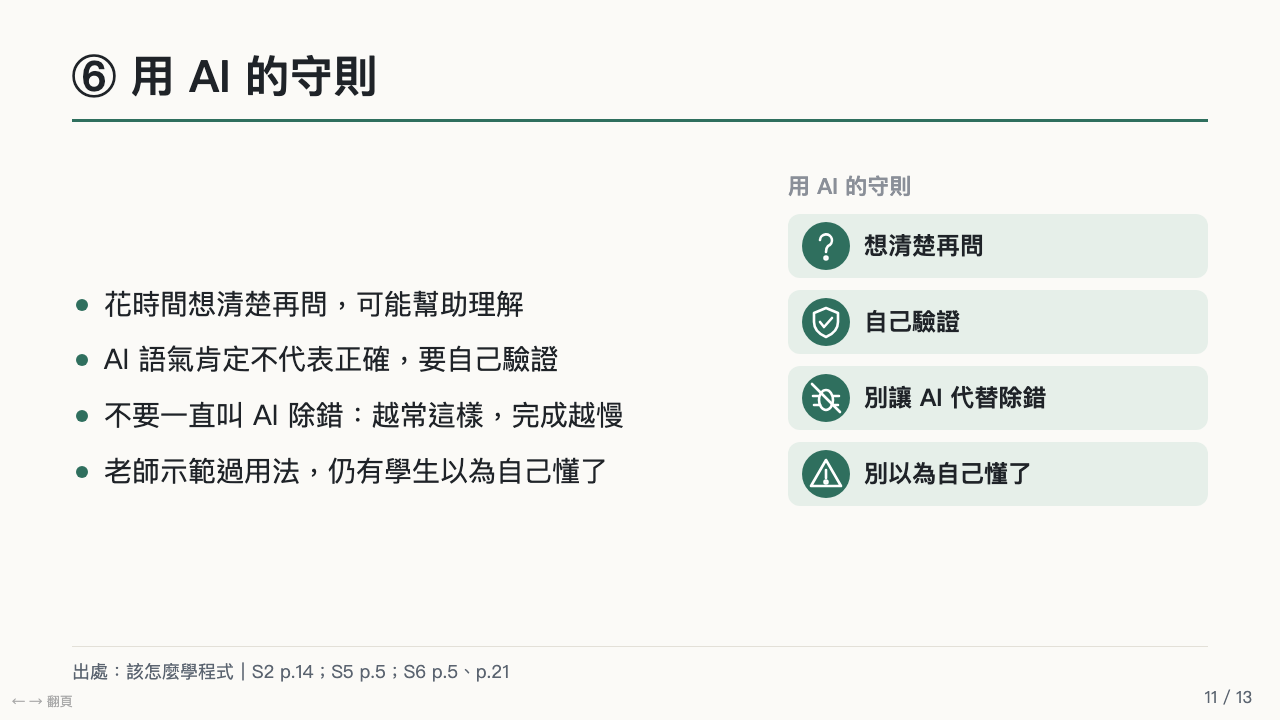 ⑥ 用 AI 的守則
花時間想清楚再問，可能幫助理解
AI 語氣肯定不代表正確，要自己驗證
不要一直叫 AI 除錯：越常這樣，完成越慢
老師示範過用法，仍有學生以為自己懂了
用 AI 的守則
想清楚再問
自己驗證
別讓 AI 代替除錯
別以為自己懂了
出處：該怎麼學程式｜S2 p.14；S5 p.5；S6 p.5、p.21
←→ 翻頁
11 / 13